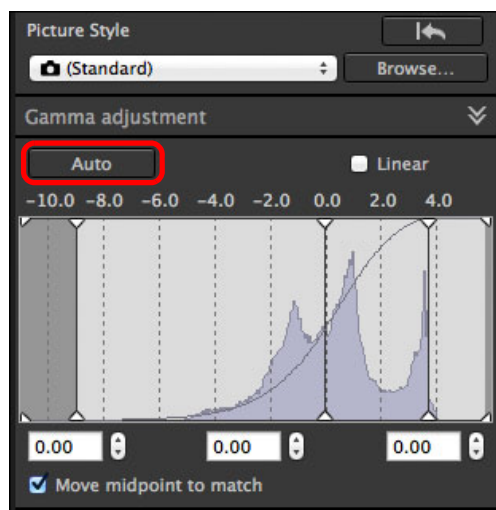 Picture Style
(Standard)
Browse...
Gamma adjustment
Auto
Linear
-10.0 -8.0 -6.0 -4.0 -2.0 0.0 2.0 4.0
0.00 0.00 0.00
Move midpoint to match